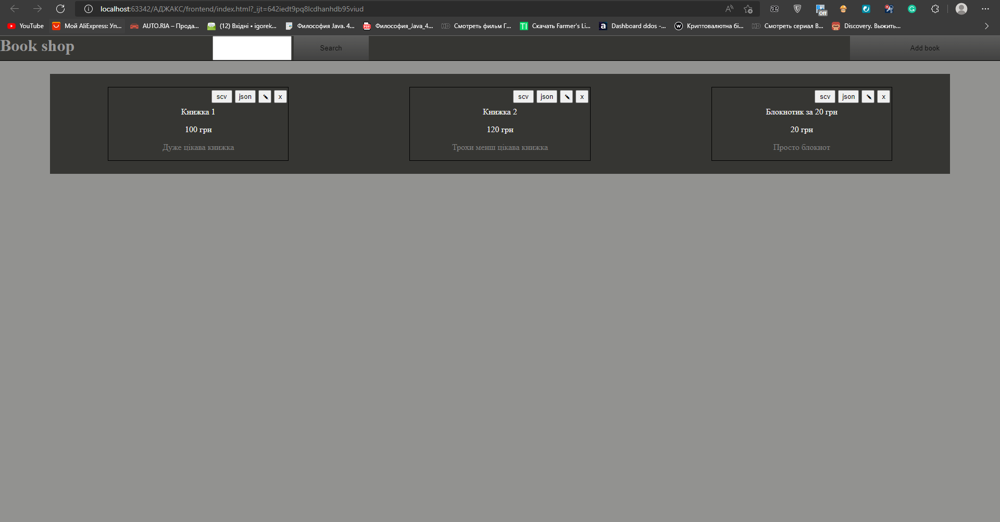 localhost:63342/АДЖАКС/frontend/index.html?_ijt=642iedt9pq8lcdhanhdb95viud
Off
YouTube
Мой AliExpress: Уп...
AUTO.RIA – Прода...
(12) Вхідні • igorek...
Философия Java. 4...
Философия_Java_4...
HD Смотреть фильм Г...
Скачать Farmer's Li...
Dashboard ddos -...
Криптовалютна бі...
HD Смотреть сериал В...
Discovery. Выжить...
Book shop
Search
Add book
scv json x
Книжка 1
100 грн
Дуже цікава книжка
scv json x
Книжка 2
120 грн
Трохи менш цікава книжка
scv json x
Блокнотик за 20 грн
20 грн
Просто блокнот